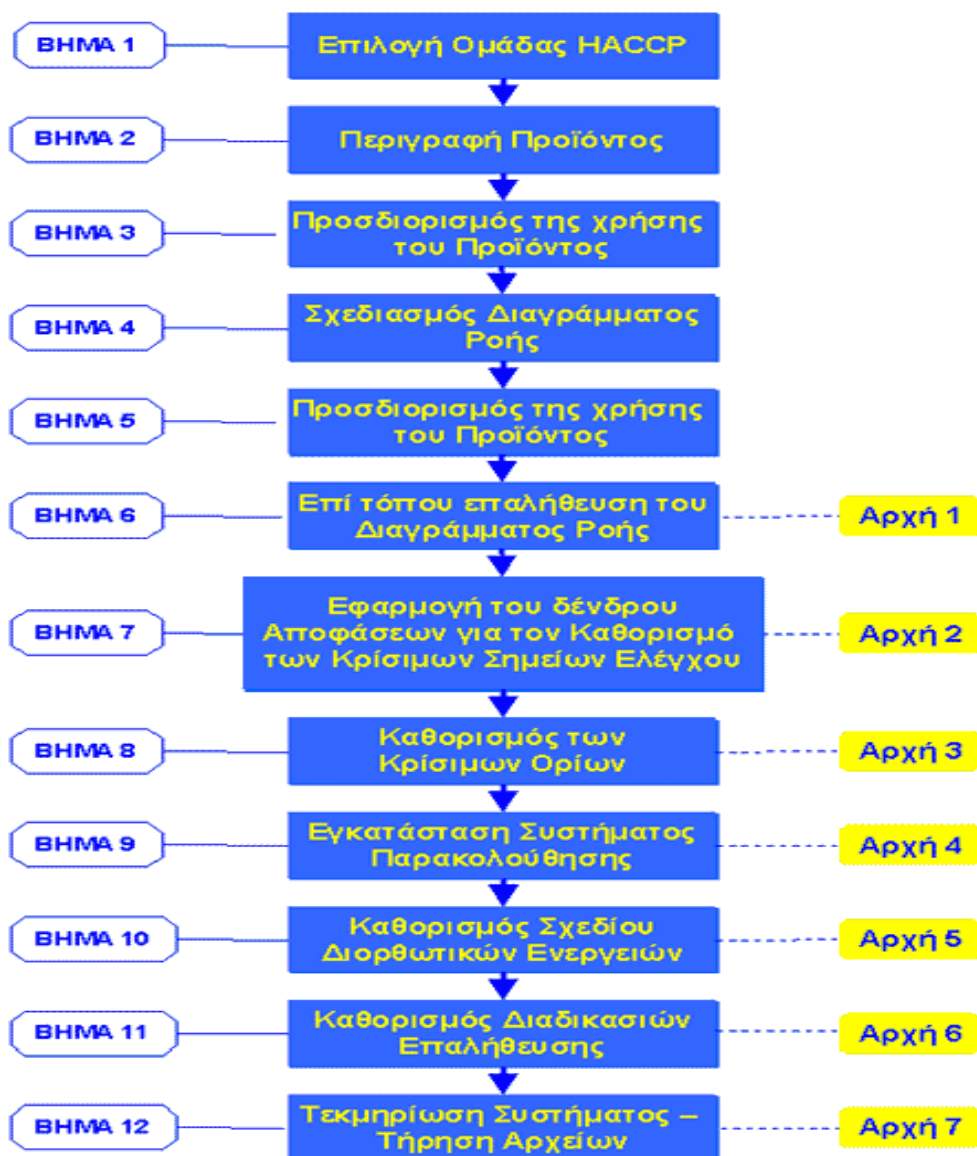 ΒΗΜΑ 1
Επιλογή Ομάδας HACCP
ΒΗΜΑ 2
Περιγραφή Προϊόντος
ΒΗΜΑ 3
Προσδιορισμός της χρήσης
του Προϊόντος
ΒΗΜΑ 4
Σχεδιασμός Διαγράμματος
Ροής
ΒΗΜΑ 5
Προσδιορισμός της χρήσης
του Προϊόντος
ΒΗΜΑ 6
Επί τόπου επαλήθευση του
Διαγράμματος Ροής
Αρχή 1
ΒΗΜΑ 7
Εφαρμογή του δένδρου
Αποφάσεων για τον Καθορισμό
των Κρίσιμων Σημείων Ελέγχου
Αρχή 2
ΒΗΜΑ 8
Καθορισμός των
Κρίσιμων Ορίων
Αρχή 3
ΒΗΜΑ 9
Εγκατάσταση Συστήματος
Παρακολούθησης
Αρχή 4
ΒΗΜΑ 10
Καθορισμός Σχεδίου
Διορθωτικών Ενεργειών
Αρχή 5
ΒΗΜΑ 11
Καθορισμός Διαδικασιών
Επαλήθευσης
Αρχή 6
ΒΗΜΑ 12
Τεκμηρίωση Συστήματος –
Τήρηση Αρχείων
Αρχή 7